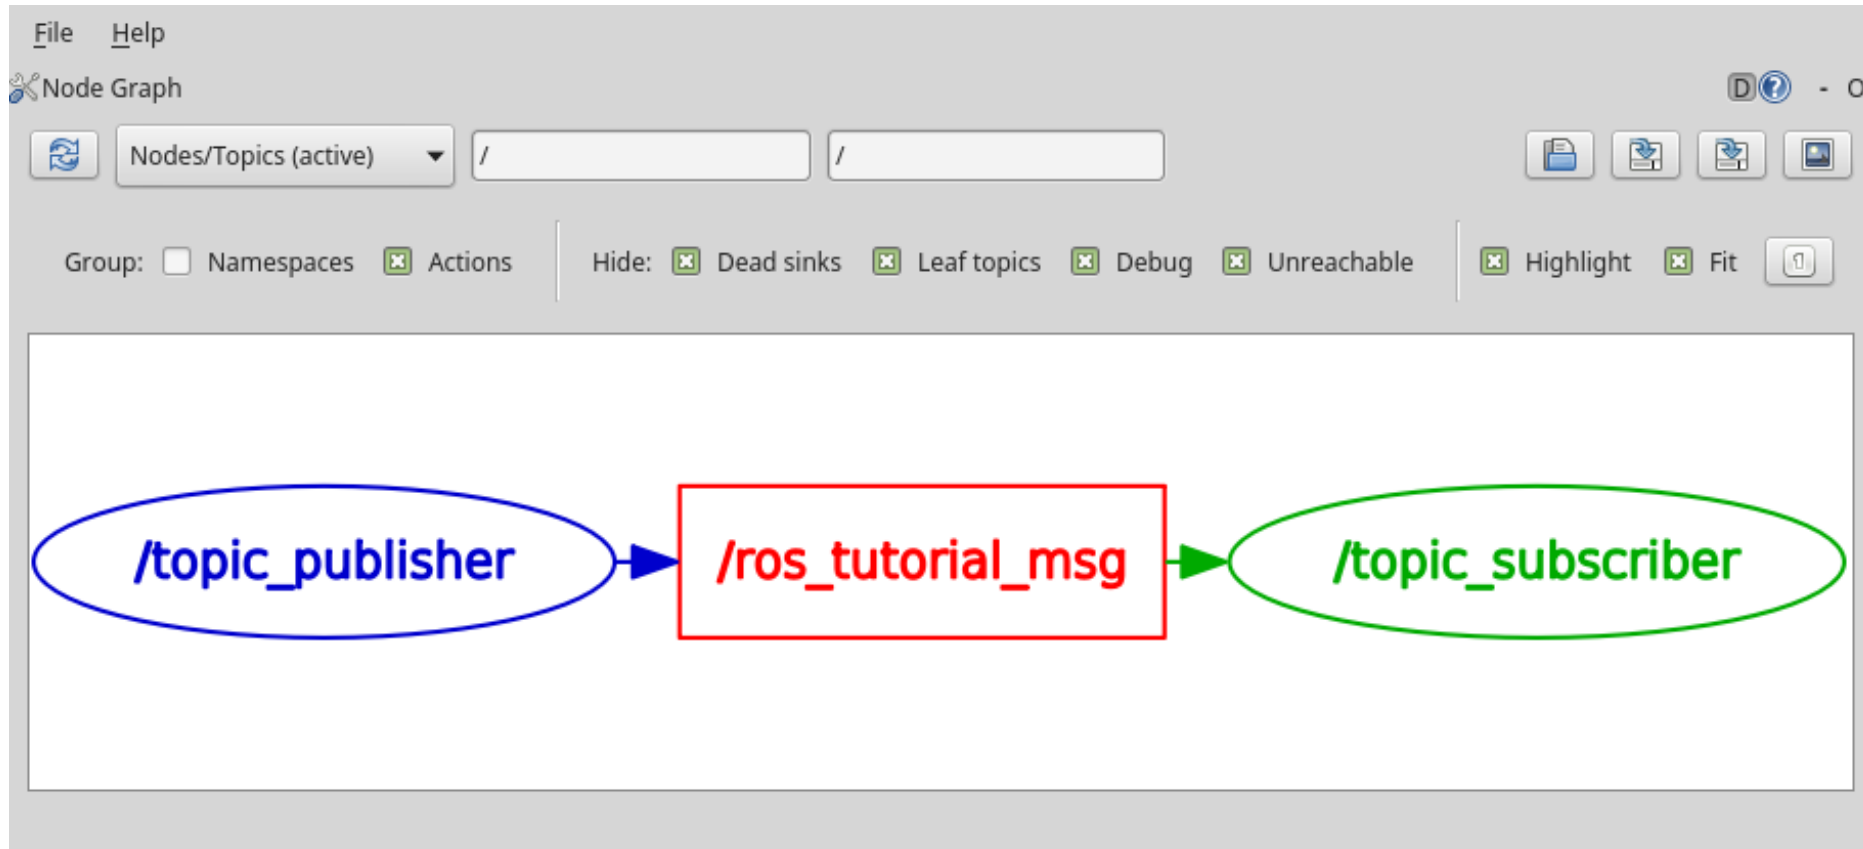 File Help
Node Graph D ? - O
Nodes/Topics (active) / /
Group: Namespaces Actions Hide: Dead sinks Leaf topics Debug Unreachable Highlight Fit
/topic_publisher /ros_tutorial_msg /topic_subscriber